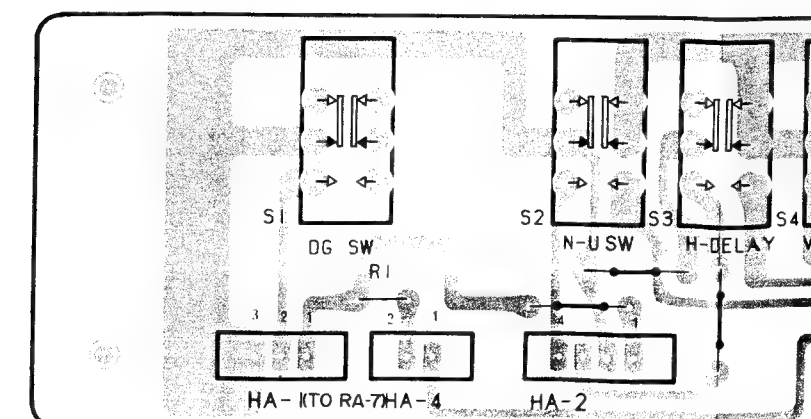 S1 S2 S3 S4
DG SW N-U SW H-DELAY V
R1
3 2 1 2 1 4 1
HA-1(TO RA-7) HA-4 HA-2